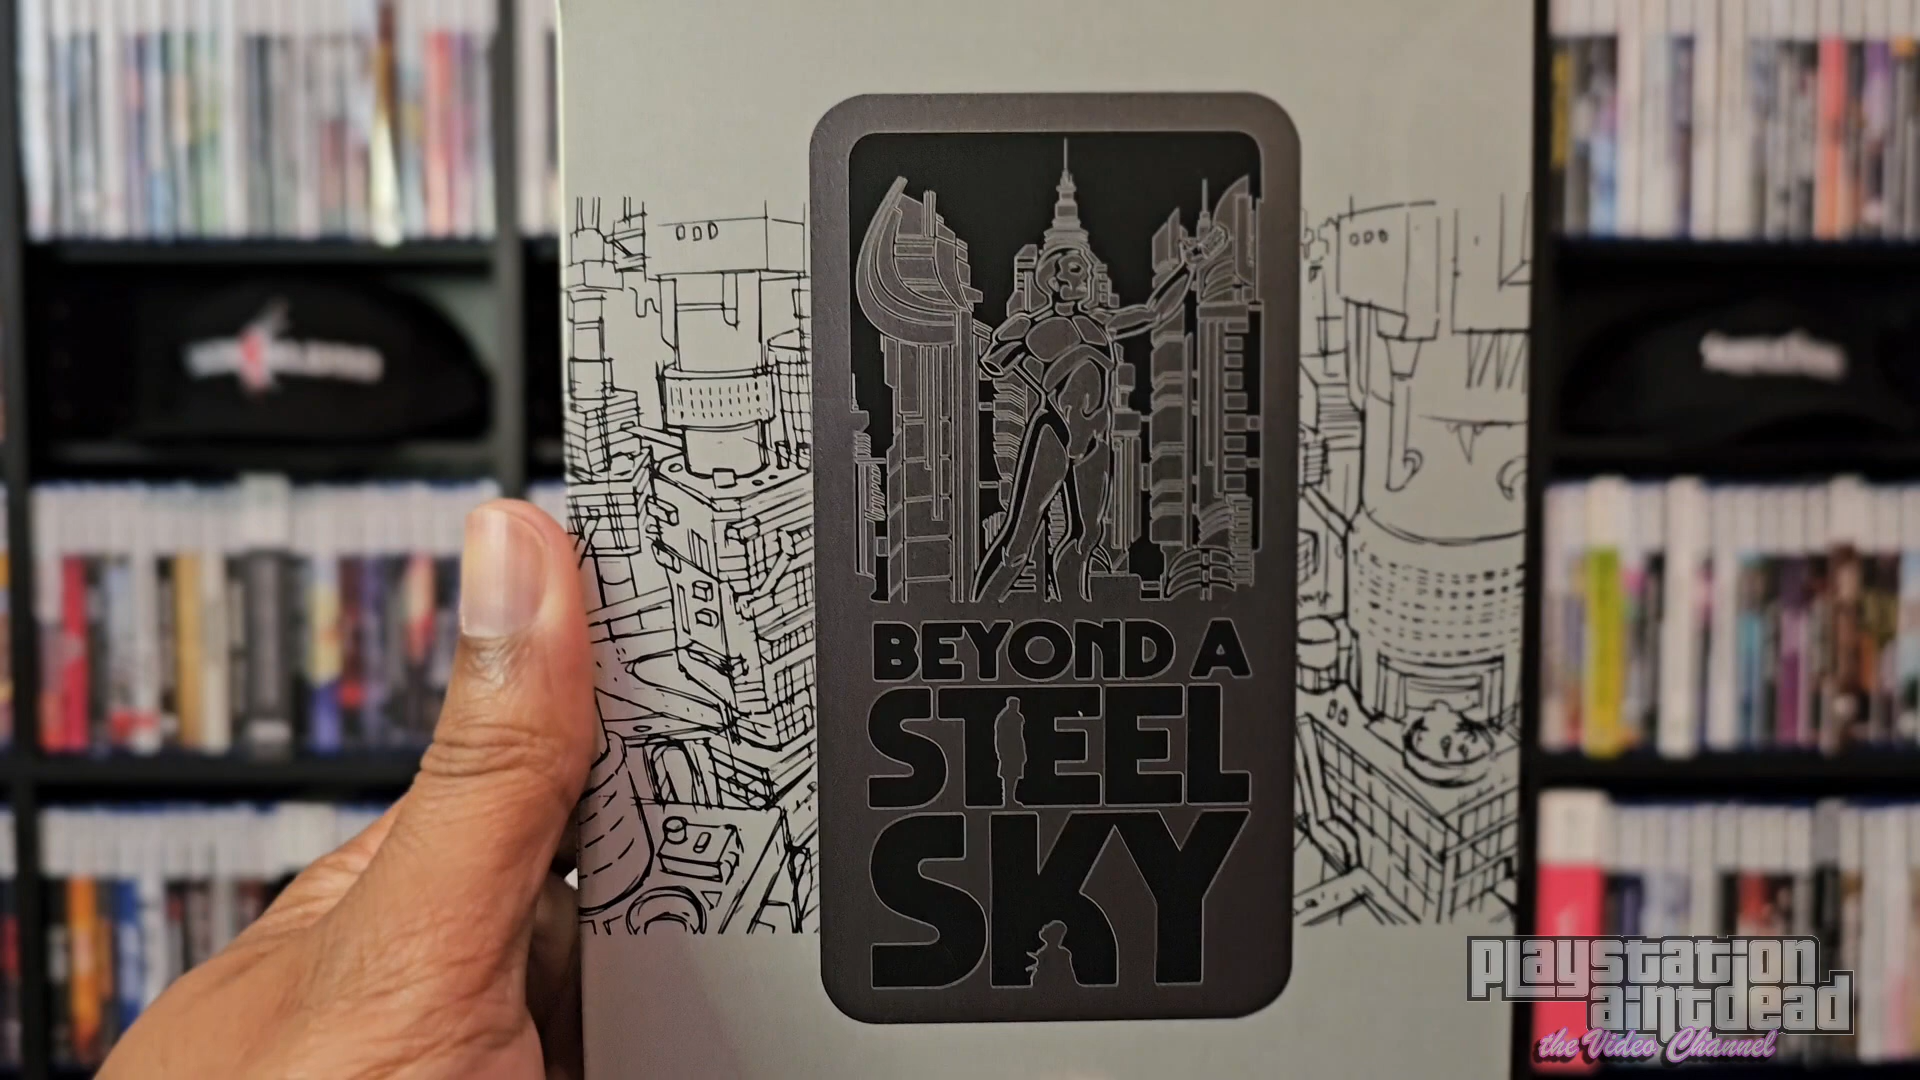 BEYOND A
STEEL
SKY
playstation
aintdead
the Video Channel